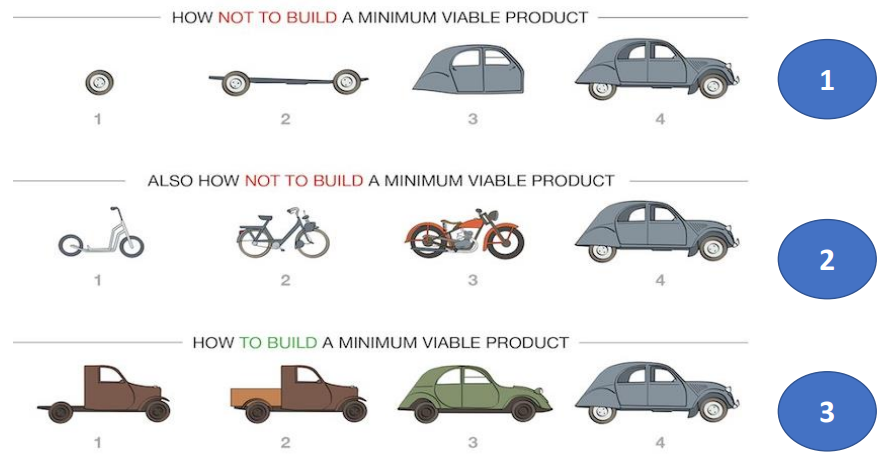 HOW NOT TO BUILD A MINIMUM VIABLE PRODUCT
1 2 3 4
1
ALSO HOW NOT TO BUILD A MINIMUM VIABLE PRODUCT
1 2 3 4
2
HOW TO BUILD A MINIMUM VIABLE PRODUCT
1 2 3 4
3